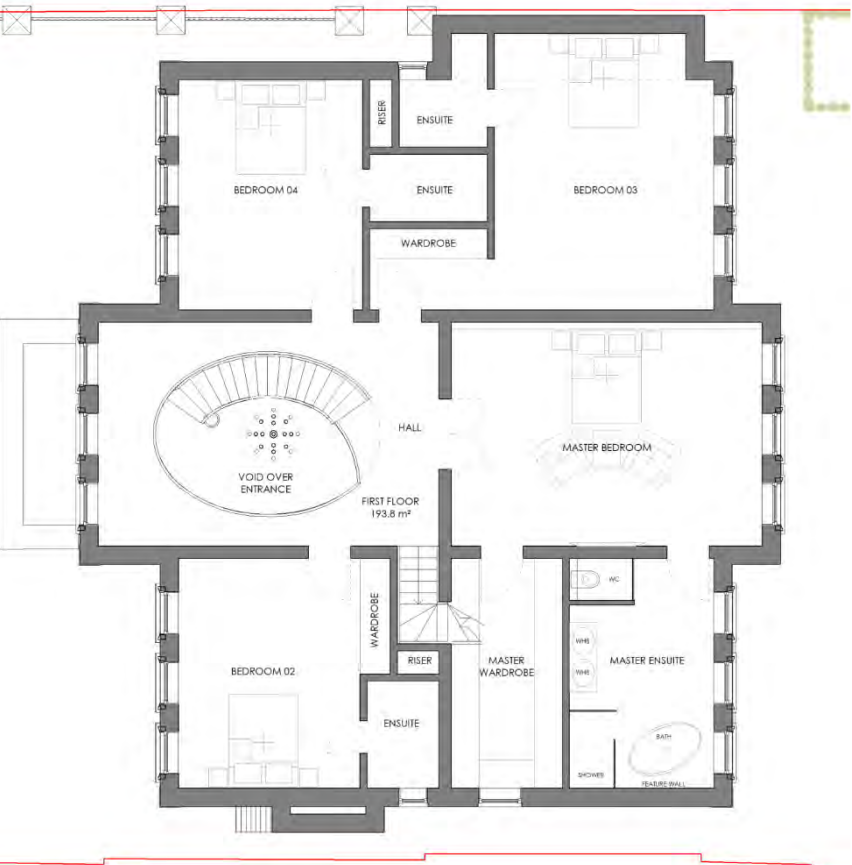 RISER
ENSUITE
BEDROOM 04
ENSUITE
BEDROOM 03
WARDROBE
HALL
MASTER BEDROOM
VOID OVER
ENTRANCE
FIRST FLOOR
193.8 m²
WC
WARDROBE
WHB
MASTER ENSUITE
RISER
MASTER
WARDROBE
BEDROOM 02
WHB
ENSUITE
BATH
SHOWER
FEATURE WALL